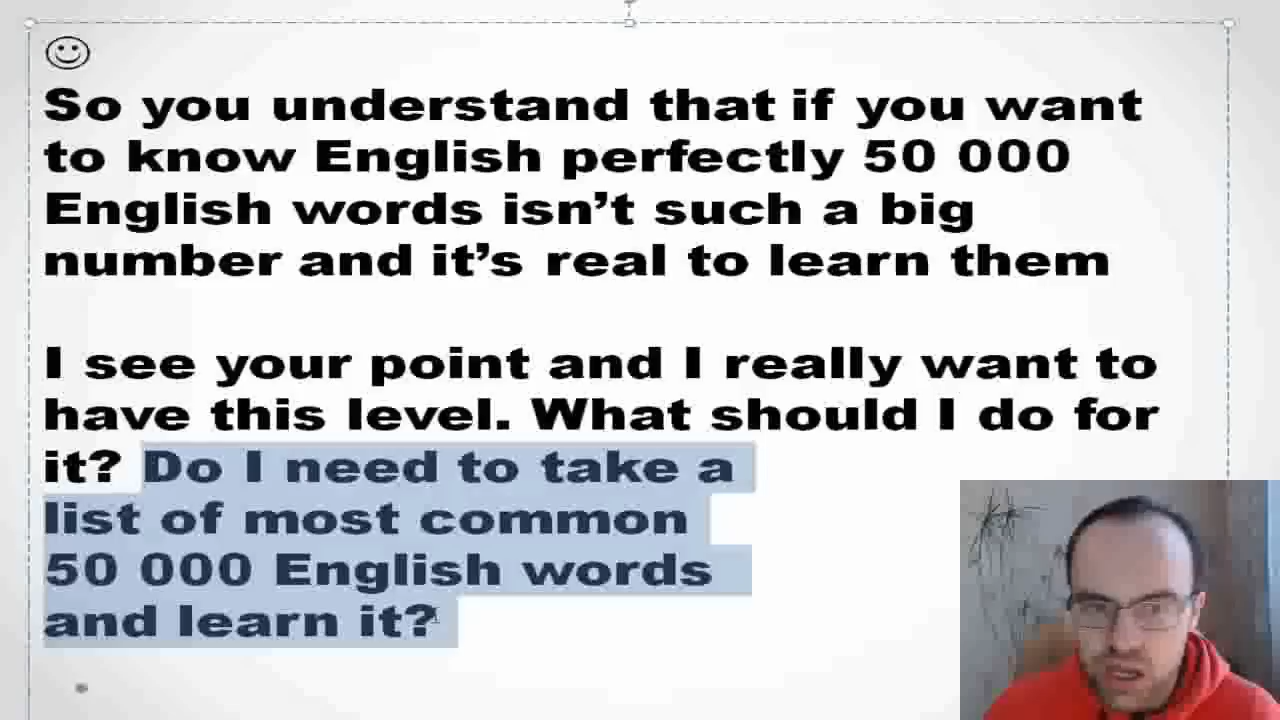 So you understand that if you want
to know English perfectly 50 000
English words isn’t such a big
number and it’s real to learn them
I see your point and I really want to
have this level. What should I do for
it? Do I need to take a
list of most common
50 000 English words
and learn it?